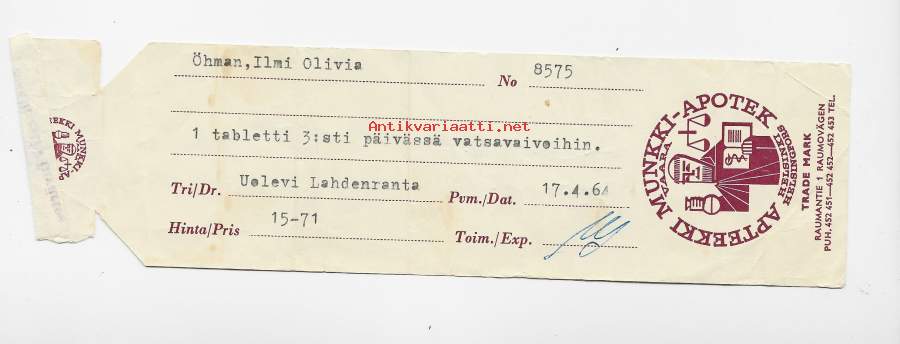 Öhman, Ilmi Olivia
No 8575
1 tabletti 3:sti päivässä vatsavaivoihin.
Antikvariaatti.net
Tri/Dr. Uolevi Lahdenranta
Pvm./Dat. 17.4.64
Hinta/Pris 15-71
Toim./Exp.
MUNKKI-APOTEK
APTEEKKI
VAARA
HELSINKI
HELSINGFORS
TRADE MARK
RAUMANTIE 1 RAUMOVÄGEN
PUH. 452 451—452 452—452 453 TEL.
MUNKKI-